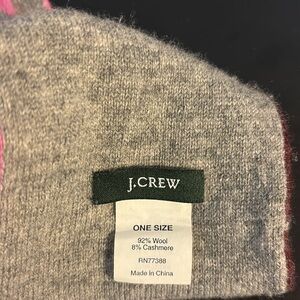 J.CREW
ONE SIZE
92% Wool
8% Cashmere
RN77388
Made in China